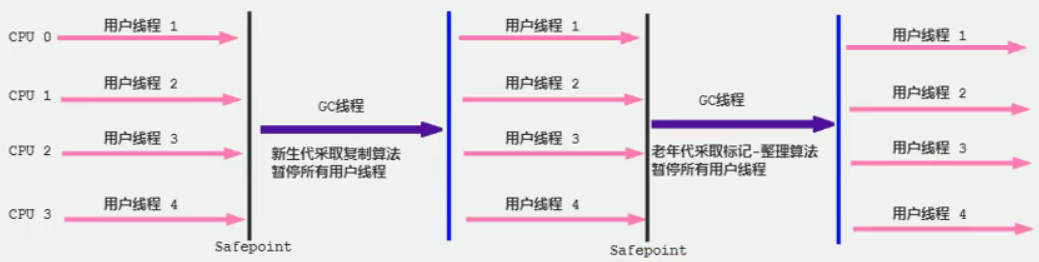 CPU 0
用户线程 1
用户线程 1
用户线程 1
CPU 1
用户线程 2
用户线程 2
用户线程 2
GC线程
GC线程
CPU 2
用户线程 3
用户线程 3
用户线程 3
新生代采取复制算法
暂停所有用户线程
老年代采取标记-整理算法
暂停所有用户线程
CPU 3
用户线程 4
用户线程 4
用户线程 4
Safepoint
Safepoint